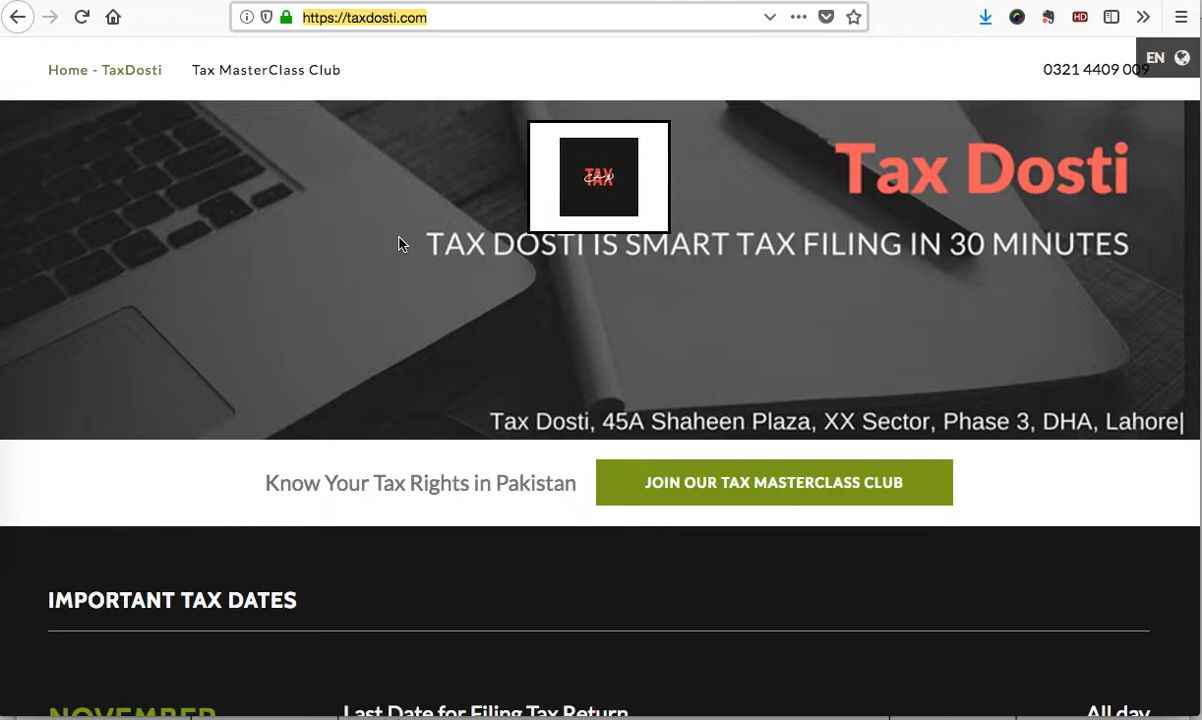 https://taxdosti.com
HD
EN
Home - TaxDosti
Tax MasterClass Club
0321 4409 009
TAX
Tax Dosti
TAX DOSTI IS SMART TAX FILING IN 30 MINUTES
Tax Dosti, 45A Shaheen Plaza, XX Sector, Phase 3, DHA, Lahore
Know Your Tax Rights in Pakistan
JOIN OUR TAX MASTERCLASS CLUB
IMPORTANT TAX DATES
NOVEMBER
Last Date for Filing Tax Return
All day